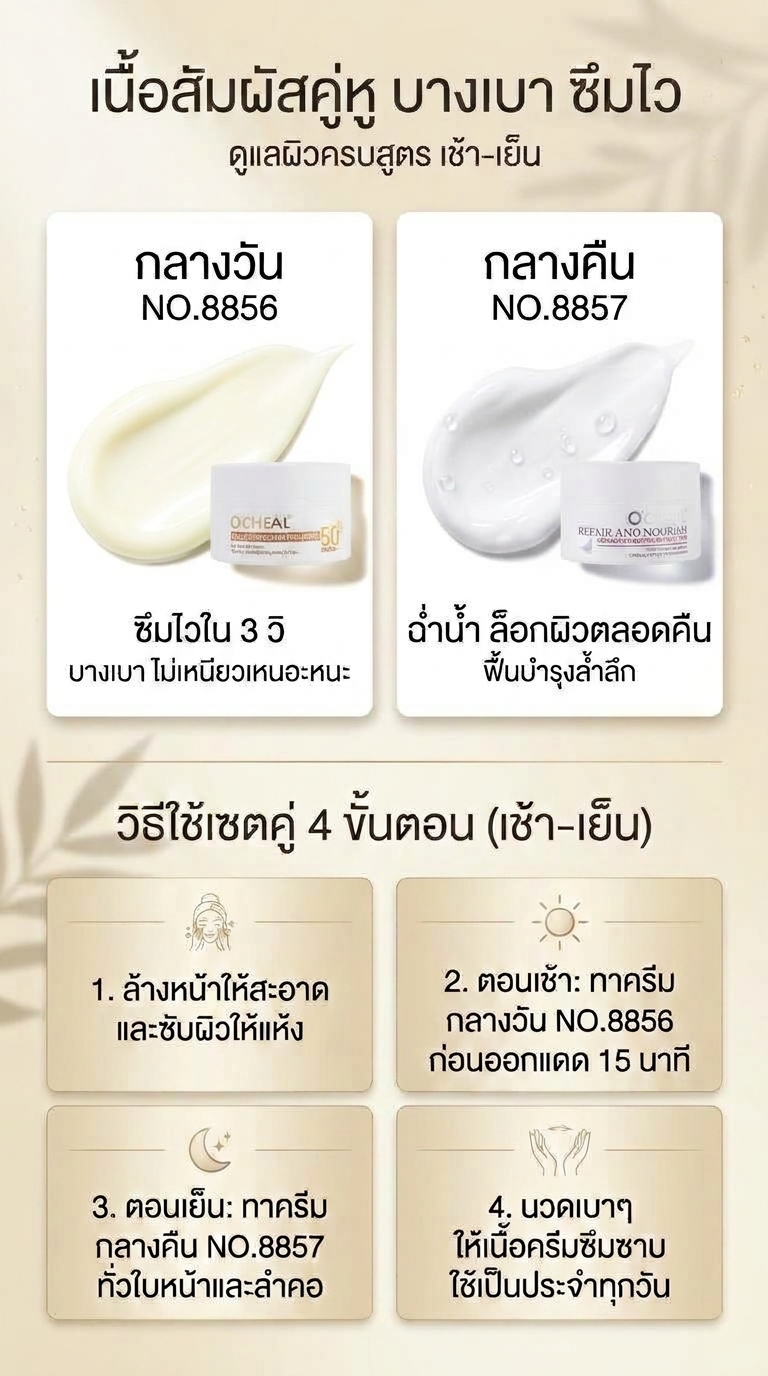 เนื้อสัมผัสคู่หู บางเบา ซึมไว
ดูแลผิวครบสูตร เช้า-เย็น
กลางวัน
NO.8856
O'CHEAL
50
ซึมไวใน 3 วิ
บางเบา ไม่เหนียวเหนอะหนะ
กลางคืน
NO.8857
REENIR ANO NOURIAH
ฉ่ำน้ำ ล็อกผิวตลอดคืน
ฟื้นบำรุงล้ำลึก
วิธีใช้เซตคู่ 4 ขั้นตอน (เช้า-เย็น)
1. ล้างหน้าให้สะอาด
และซับผิวให้แห้ง
2. ตอนเช้า: ทาครีม
กลางวัน NO.8856
ก่อนออกแดด 15 นาที
3. ตอนเย็น: ทาครีม
กลางคืน NO.8857
ทั่วใบหน้าและลำคอ
4. นวดเบาๆ
ให้เนื้อครีมซึมซาบ
ใช้เป็นประจำทุกวัน